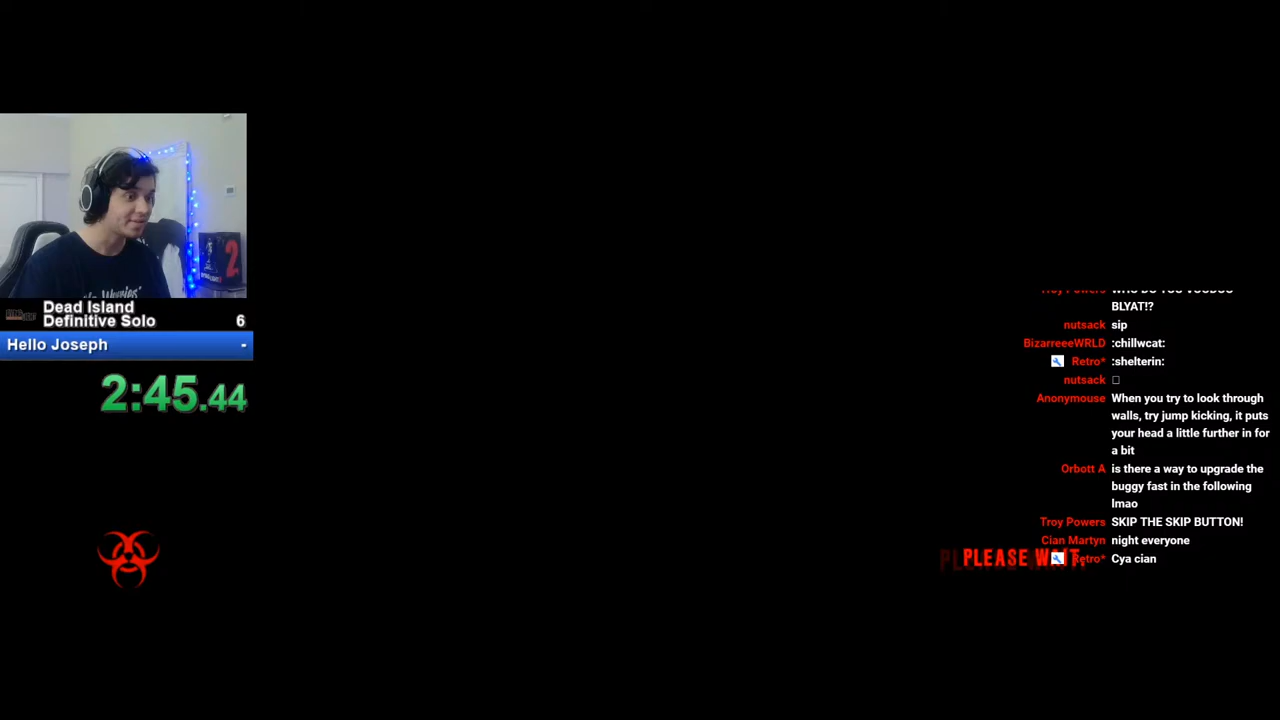 Dead Island
Definitive Solo 6
Hello Joseph -
2:45.44
BLYAT!?
nutsack sip
BizarreeeWRLD :chillwcat:
Retro* :shelterin:
nutsack
Anonymouse When you try to look through
walls, try jump kicking, it puts
your head a little further in for
a bit
Orbott A is there a way to upgrade the
buggy fast in the following
lmao
Troy Powers SKIP THE SKIP BUTTON!
Cian Martyn night everyone
Retro* Cya cian
PLEASE WAIT.
2